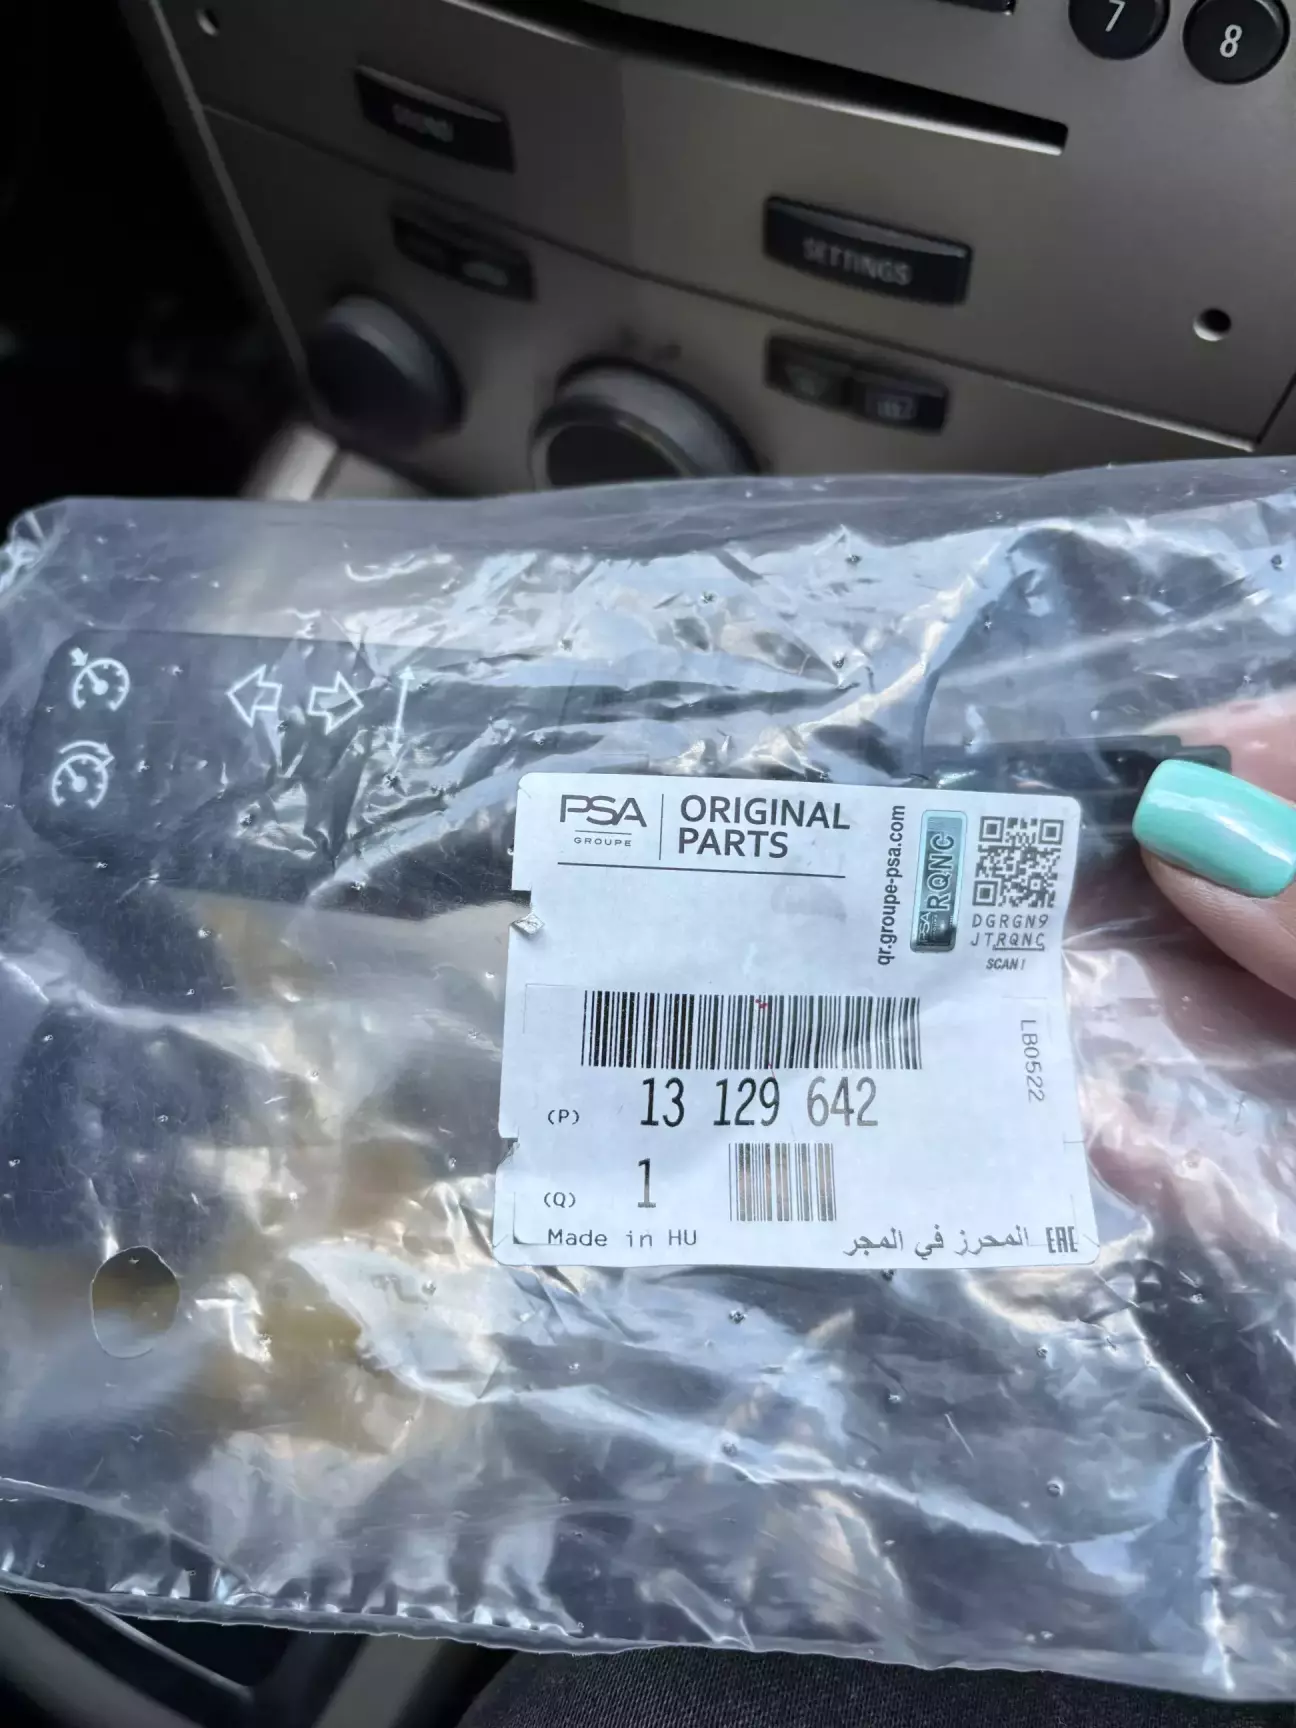 7
8
SOUND
SETTINGS
PSA
GROUPE
ORIGINAL
PARTS
qr.groupe-psa.com
PSA
RQNC
DGRGN9
JTRQNC
SCAN!
LB0522
(P) 13 129 642
(Q) 1
Made in HU
المحرز في المجر
EAC